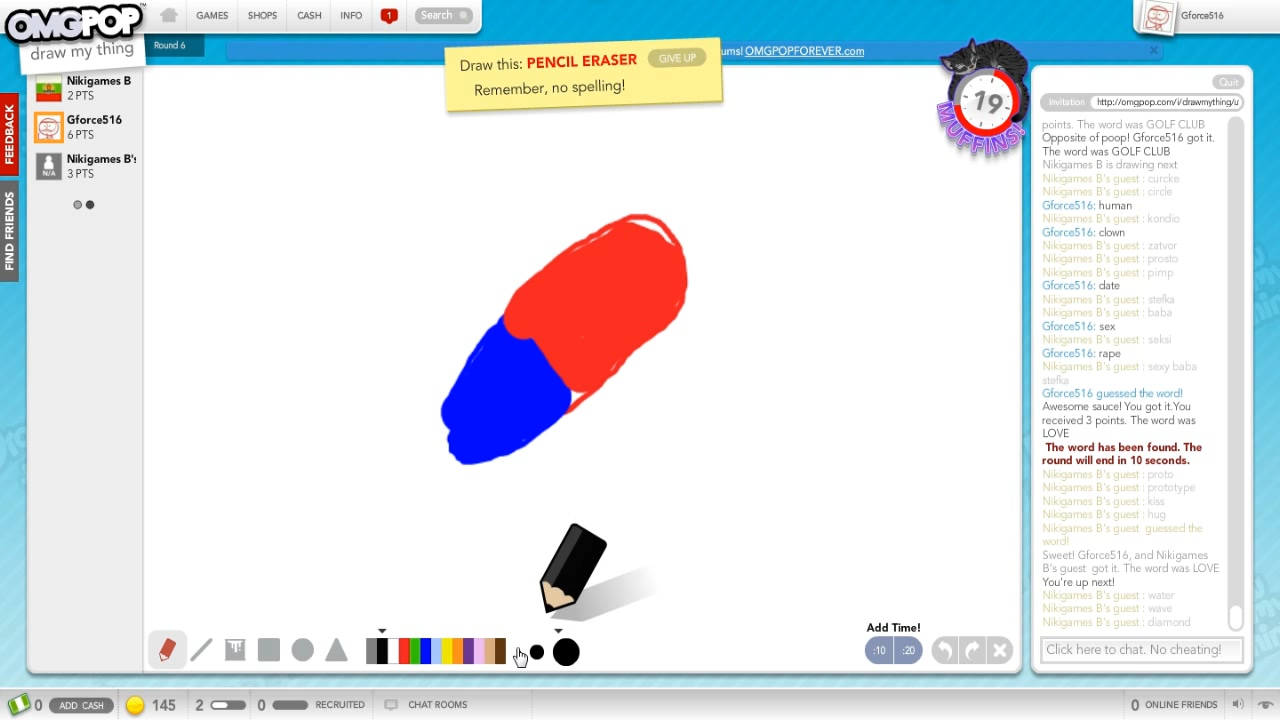 OMGPOP
draw my thing
GAMES SHOPS CASH INFO 1 Search
Gforce516
Round 6
ums! OMGPOPFOREVER.com
Draw this: PENCIL ERASER GIVE UP
Remember, no spelling!
19
MUFFINS!
FEEDBACK
FIND FRIENDS
Nikigames B
2 PTS
Gforce516
6 PTS
N/A
Nikigames B's
3 PTS
Quit
Invitation http://omgpop.com/i/drawmything/u
points. The word was GOLF CLUB
Opposite of poop! Gforce516 got it.
The word was GOLF CLUB
Nikigames B is drawing next
Nikigames B's guest : curcke
Nikigames B's guest : circle
Gforce516: human
Nikigames B's guest : kondio
Gforce516: clown
Nikigames B's guest : zatvor
Nikigames B's guest : prosto
Nikigames B's guest : pimp
Gforce516: date
Nikigames B's guest : stefka
Nikigames B's guest : baba
Gforce516: sex
Nikigames B's guest : seksi
Gforce516: rape
Nikigames B's guest : sexy baba
stefka
Gforce516 guessed the word!
Awesome sauce! You got it.You
received 3 points. The word was
LOVE
The word has been found. The
round will end in 10 seconds.
Nikigames B's guest : proto
Nikigames B's guest : prototype
Nikigames B's guest : kiss
Nikigames B's guest : hug
Nikigames B's guest guessed the
word!
Sweet! Gforce516, and Nikigames
B's guest got it. The word was LOVE
You're up next!
Nikigames B's guest : water
Nikigames B's guest : wave
Nikigames B's guest : diamond
Click here to chat. No cheating!
Add Time!
:10 :20
0 ADD CASH 145 2 0 RECRUITED CHAT ROOMS 0 ONLINE FRIENDS